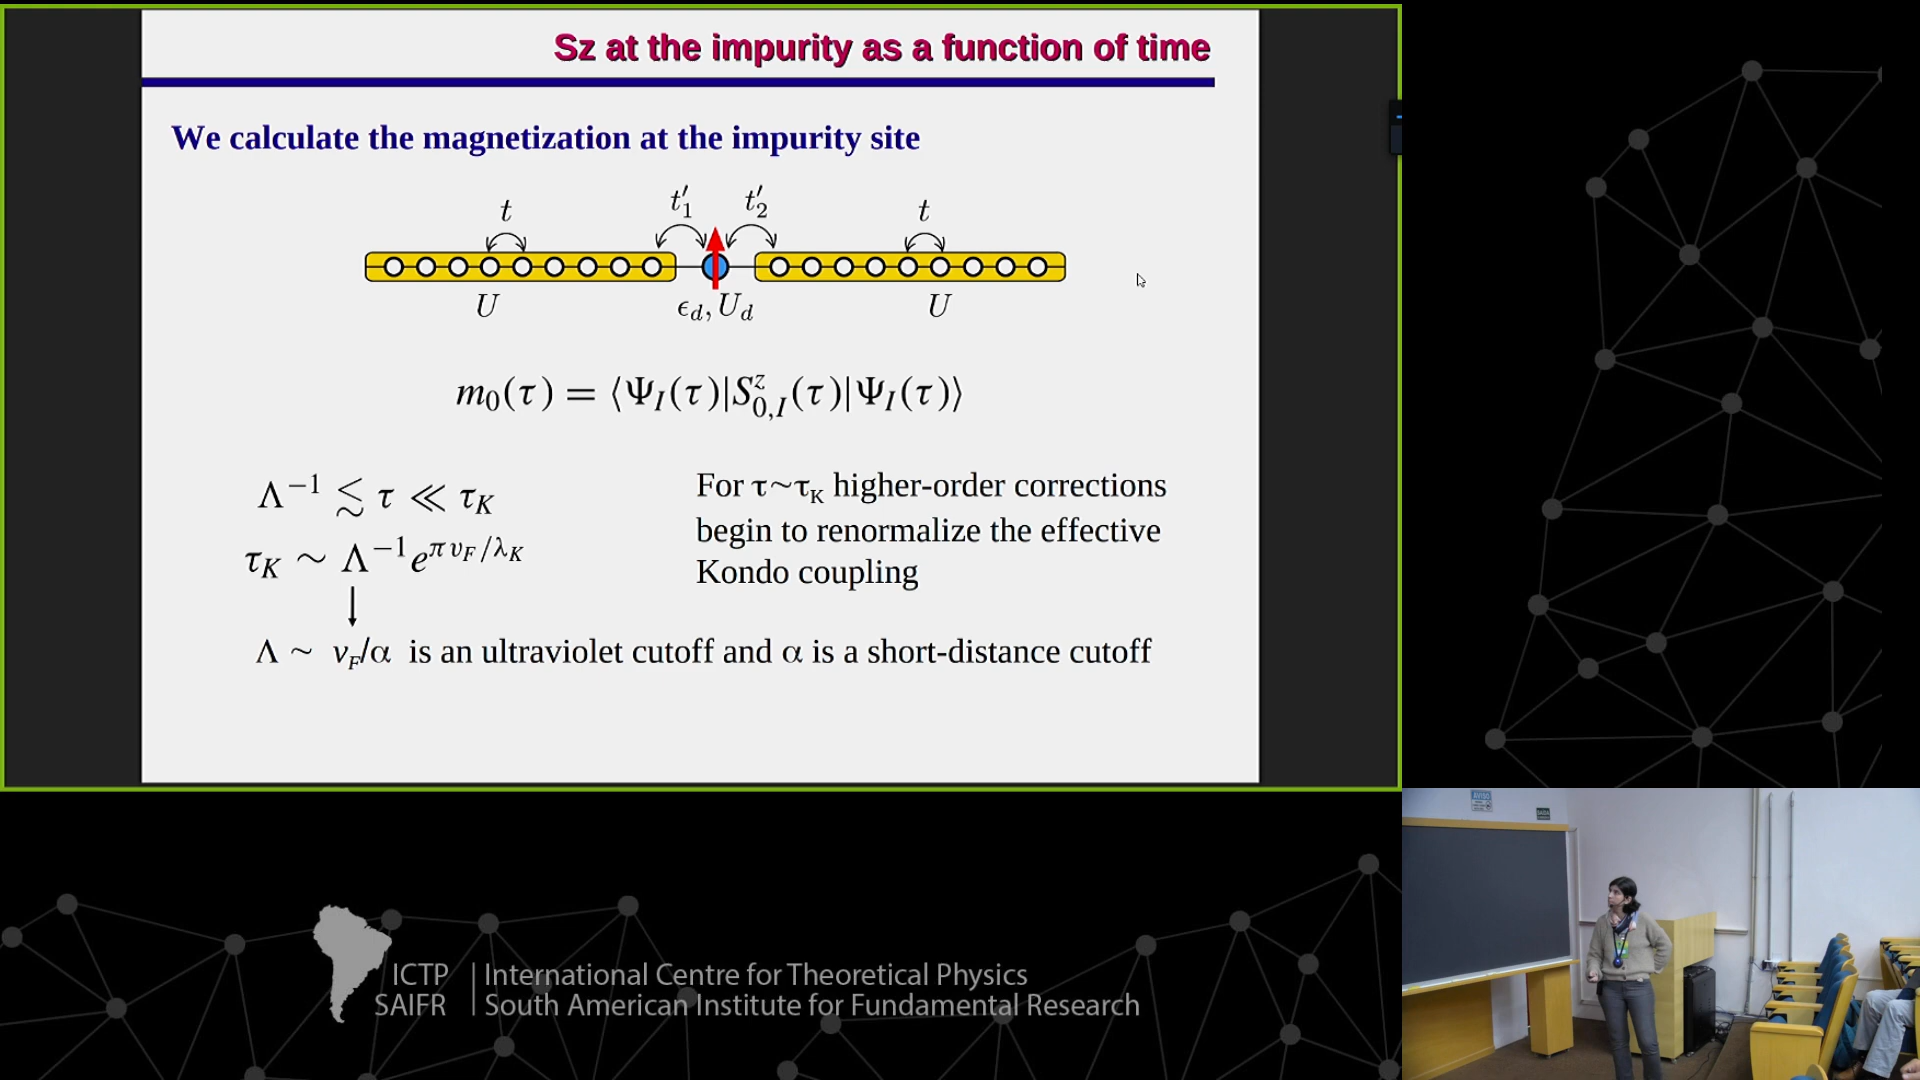 Sz at the impurity as a function of time
We calculate the magnetization at the impurity site
t t′₁ t′₂ t
U ϵ_d, U_d U
m₀(τ) = ⟨Ψ_I(τ)|S^z_{0,I}(τ)|Ψ_I(τ)⟩
Λ⁻¹ ≲ τ ≪ τ_K
τ_K ∼ Λ⁻¹e^{πv_F/λ_K}
For τ~τ_K higher-order corrections
begin to renormalize the effective
Kondo coupling
Λ ~ v_F/α is an ultraviolet cutoff and α is a short-distance cutoff
ICTP | International Centre for Theoretical Physics
SAIFR | South American Institute for Fundamental Research
AVISO